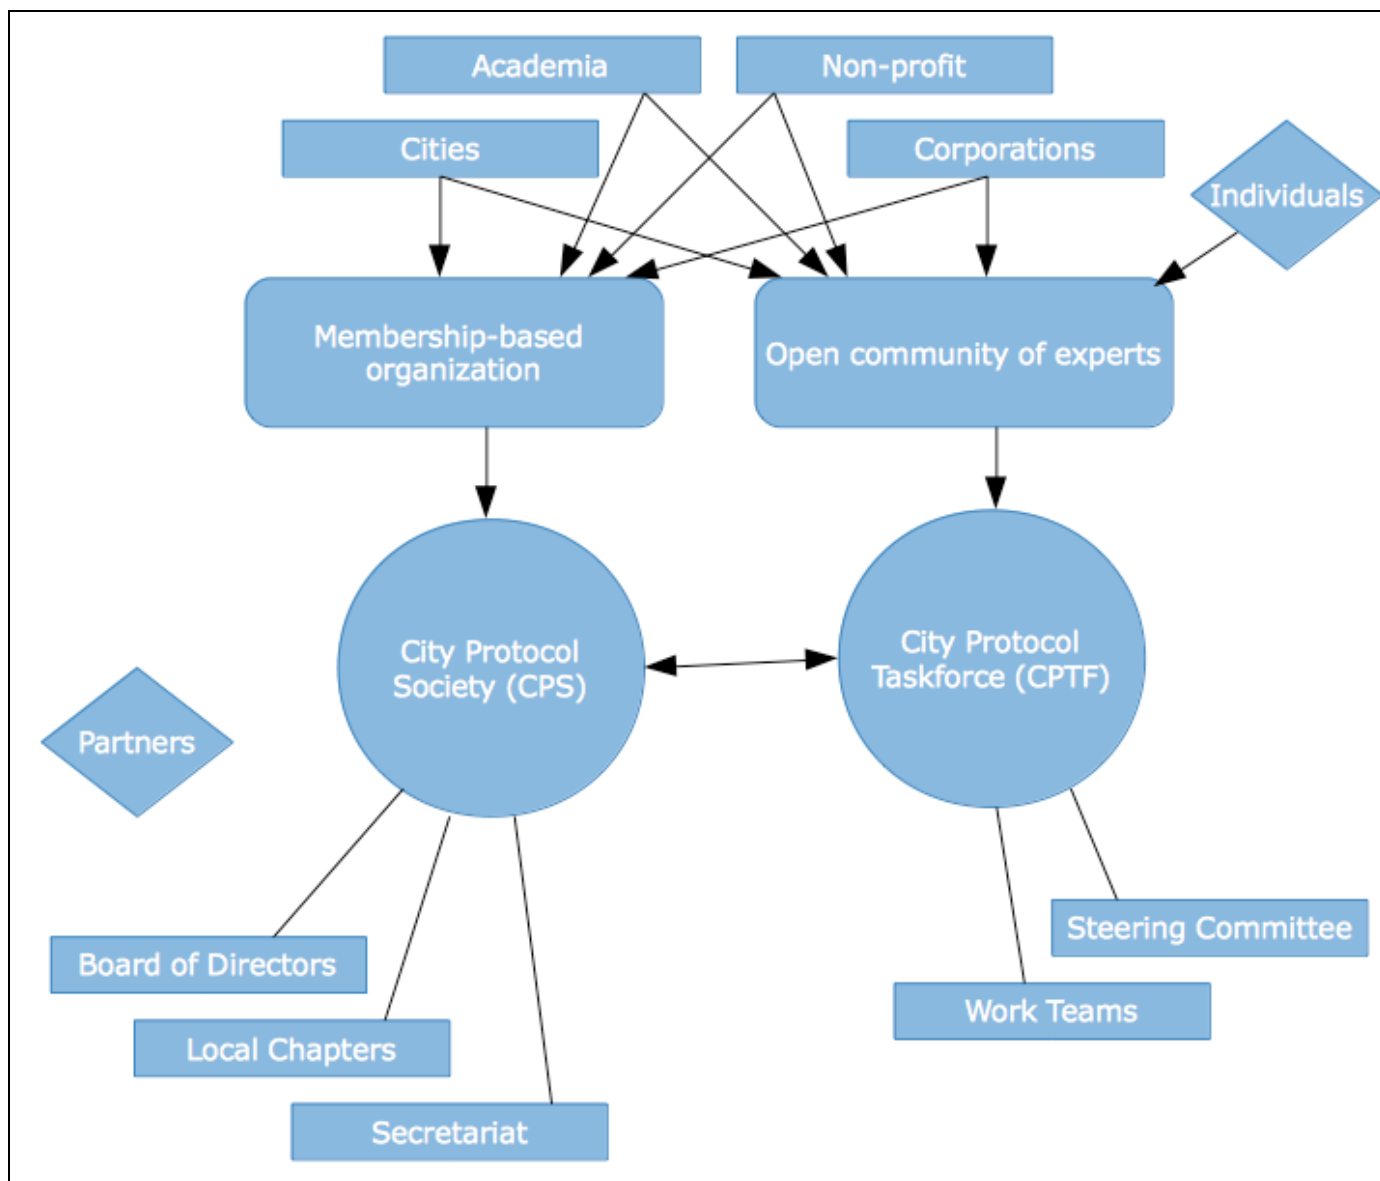 Academia
Non-profit
Cities
Corporations
Individuals
Membership-based
organization
Open community of experts
City Protocol
Society (CPS)
City Protocol
Taskforce (CPTF)
Partners
Board of Directors
Steering Committee
Local Chapters
Work Teams
Secretariat